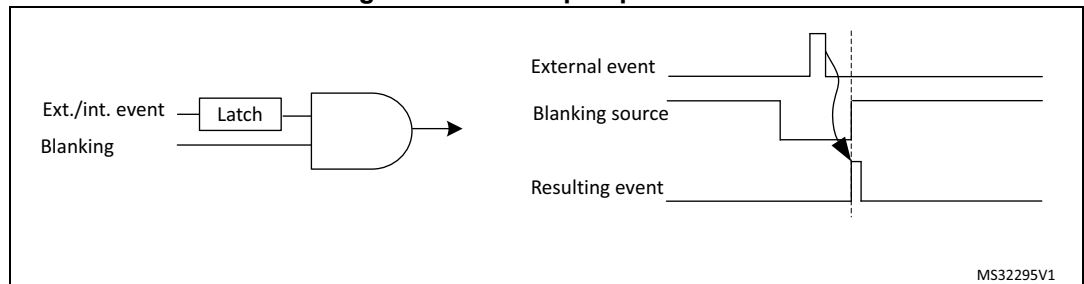 Ext./int. event
Latch
Blanking
External event
Blanking source
Resulting event
MS32295V1